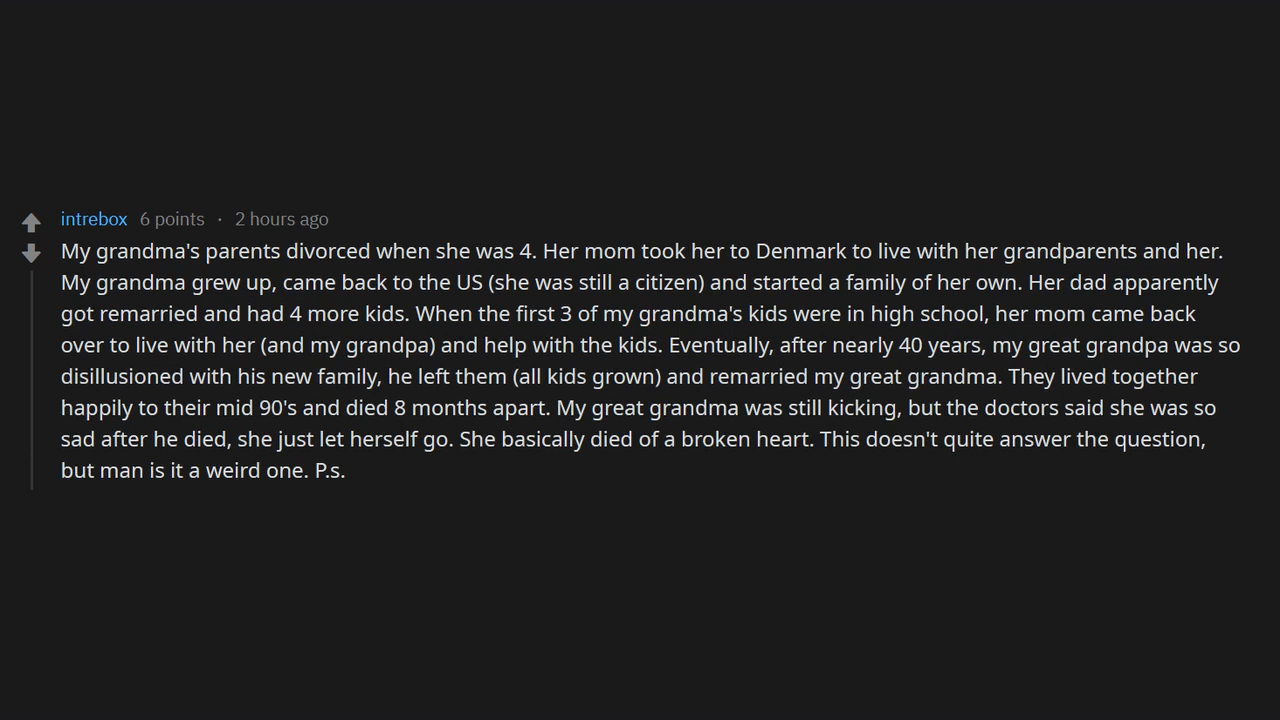 intrebox 6 points · 2 hours ago
My grandma's parents divorced when she was 4. Her mom took her to Denmark to live with her grandparents and her.
My grandma grew up, came back to the US (she was still a citizen) and started a family of her own. Her dad apparently
got remarried and had 4 more kids. When the first 3 of my grandma's kids were in high school, her mom came back
over to live with her (and my grandpa) and help with the kids. Eventually, after nearly 40 years, my great grandpa was so
disillusioned with his new family, he left them (all kids grown) and remarried my great grandma. They lived together
happily to their mid 90's and died 8 months apart. My great grandma was still kicking, but the doctors said she was so
sad after he died, she just let herself go. She basically died of a broken heart. This doesn't quite answer the question,
but man is it a weird one. P.s.